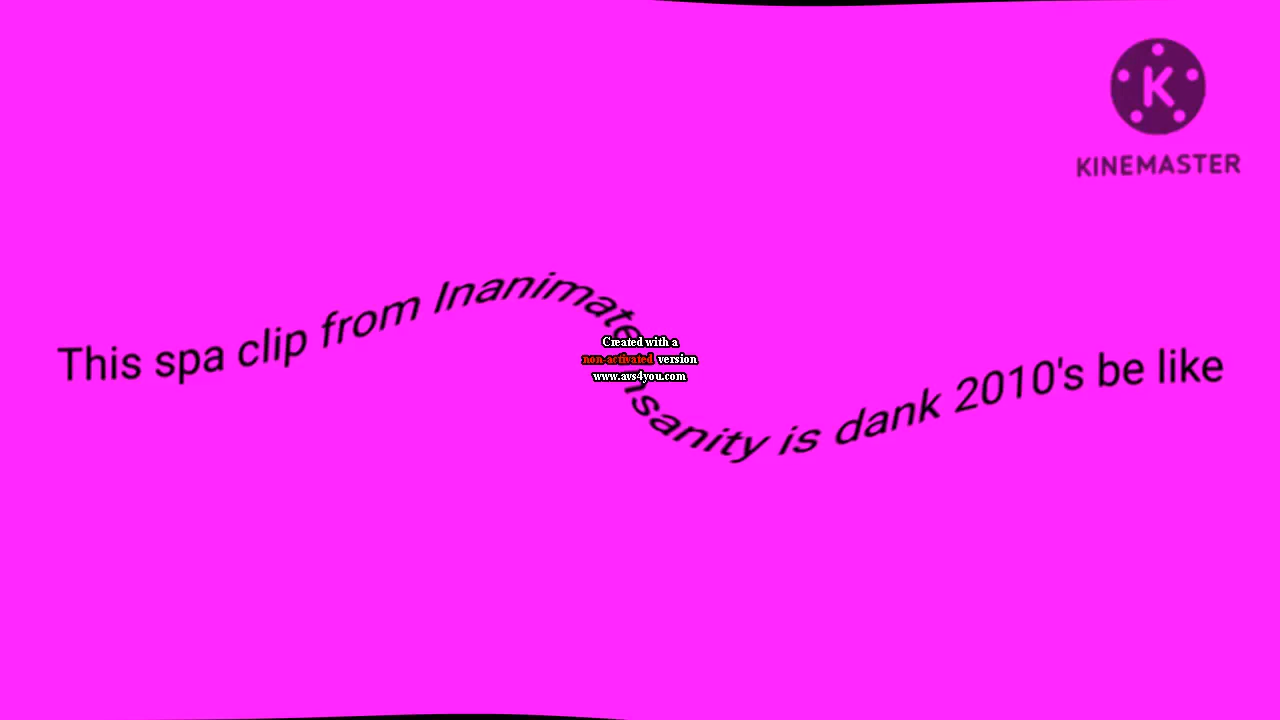 KINEMASTER
This spa clip from Inanimate Insanity is dank 2010's be like
Created with a
non-activated version
www.avs4you.com